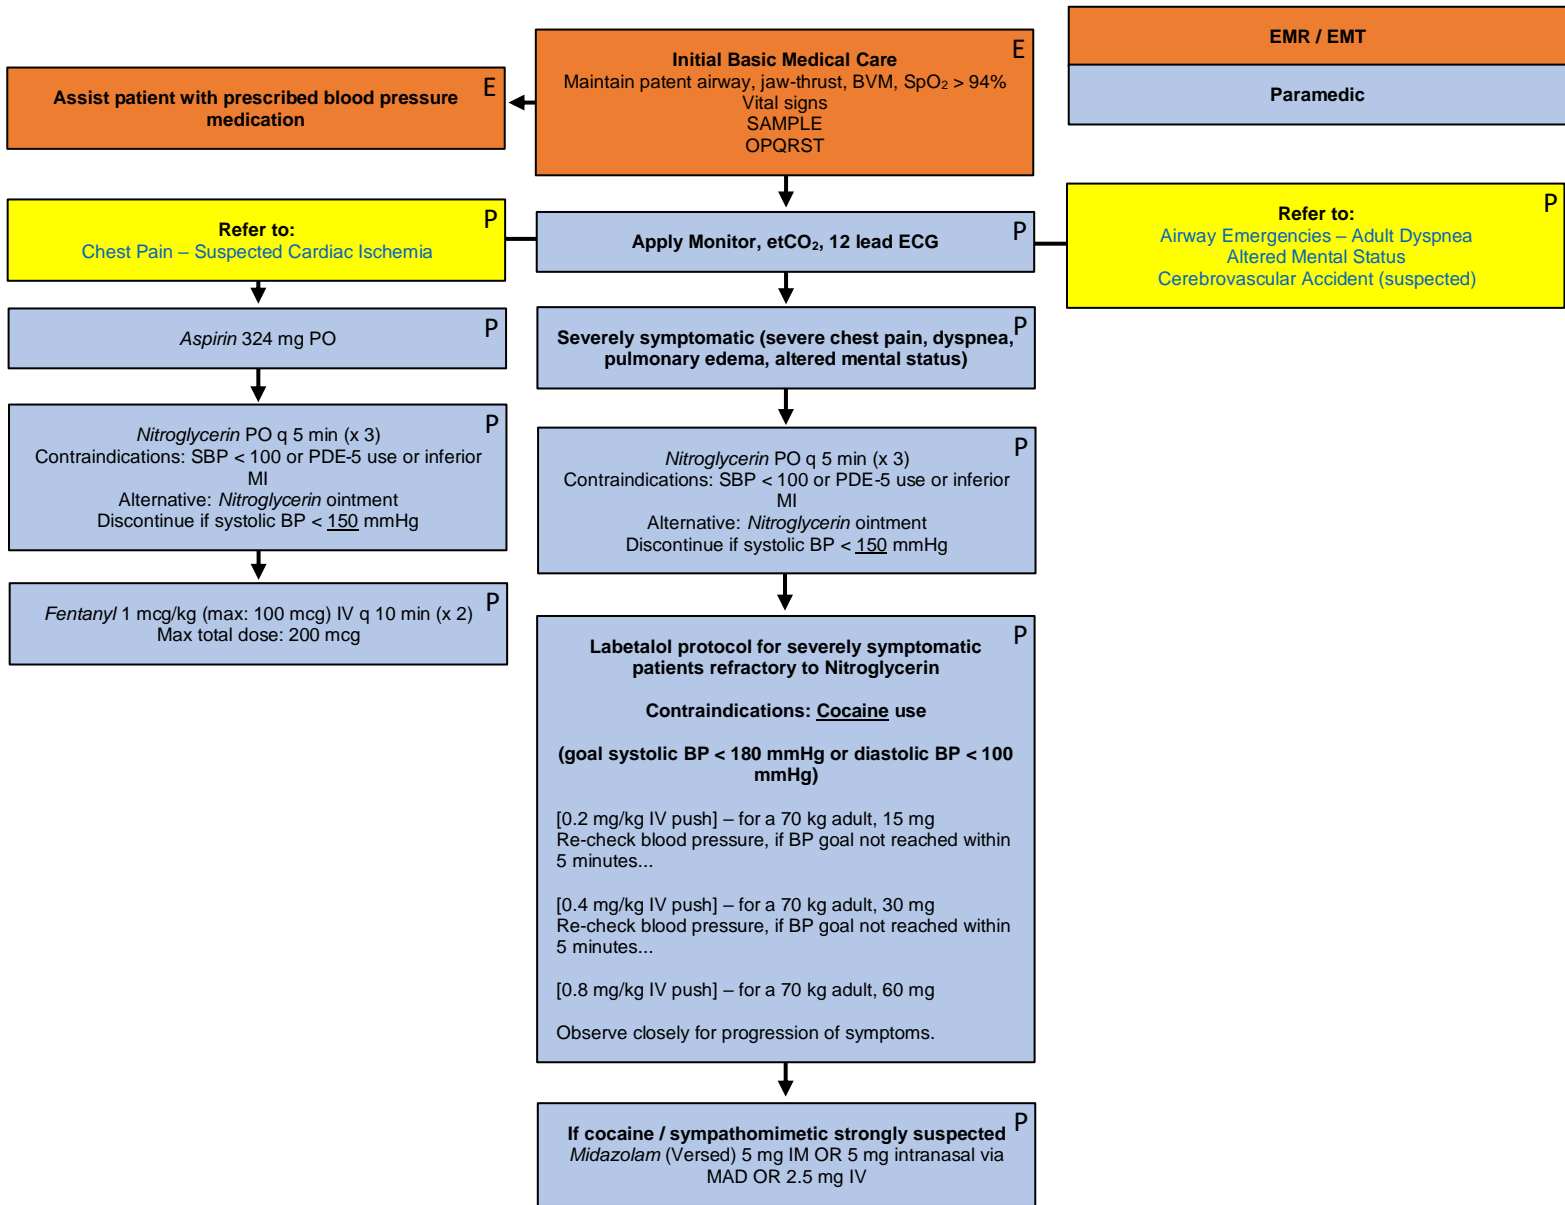 EMR / EMT
Paramedic
Initial Basic Medical Care
E
Maintain patent airway, jaw-thrust, BVM, SpO₂ > 94%
Vital signs
SAMPLE
OPQRST
Assist patient with prescribed blood pressure
medication
E
Refer to:
Chest Pain – Suspected Cardiac Ischemia
P
Apply Monitor, etCO₂, 12 lead ECG
P
Refer to:
Airway Emergencies – Adult Dyspnea
Altered Mental Status
Cerebrovascular Accident (suspected)
P
Aspirin 324 mg PO
P
Nitroglycerin PO q 5 min (x 3)
Contraindications: SBP < 100 or PDE-5 use or inferior
MI
Alternative: Nitroglycerin ointment
Discontinue if systolic BP < 150 mmHg
P
Fentanyl 1 mcg/kg (max: 100 mcg) IV q 10 min (x 2)
Max total dose: 200 mcg
P
Severely symptomatic (severe chest pain, dyspnea,
pulmonary edema, altered mental status)
P
Nitroglycerin PO q 5 min (x 3)
Contraindications: SBP < 100 or PDE-5 use or inferior
MI
Alternative: Nitroglycerin ointment
Discontinue if systolic BP < 150 mmHg
P
Labetalol protocol for severely symptomatic
patients refractory to Nitroglycerin
P
Contraindications: Cocaine use
(goal systolic BP < 180 mmHg or diastolic BP < 100
mmHg)
[0.2 mg/kg IV push] – for a 70 kg adult, 15 mg
Re-check blood pressure, if BP goal not reached within
5 minutes...
[0.4 mg/kg IV push] – for a 70 kg adult, 30 mg
Re-check blood pressure, if BP goal not reached within
5 minutes...
[0.8 mg/kg IV push] – for a 70 kg adult, 60 mg
Observe closely for progression of symptoms.
If cocaine / sympathomimetic strongly suspected
P
Midazolam (Versed) 5 mg IM OR 5 mg intranasal via
MAD OR 2.5 mg IV